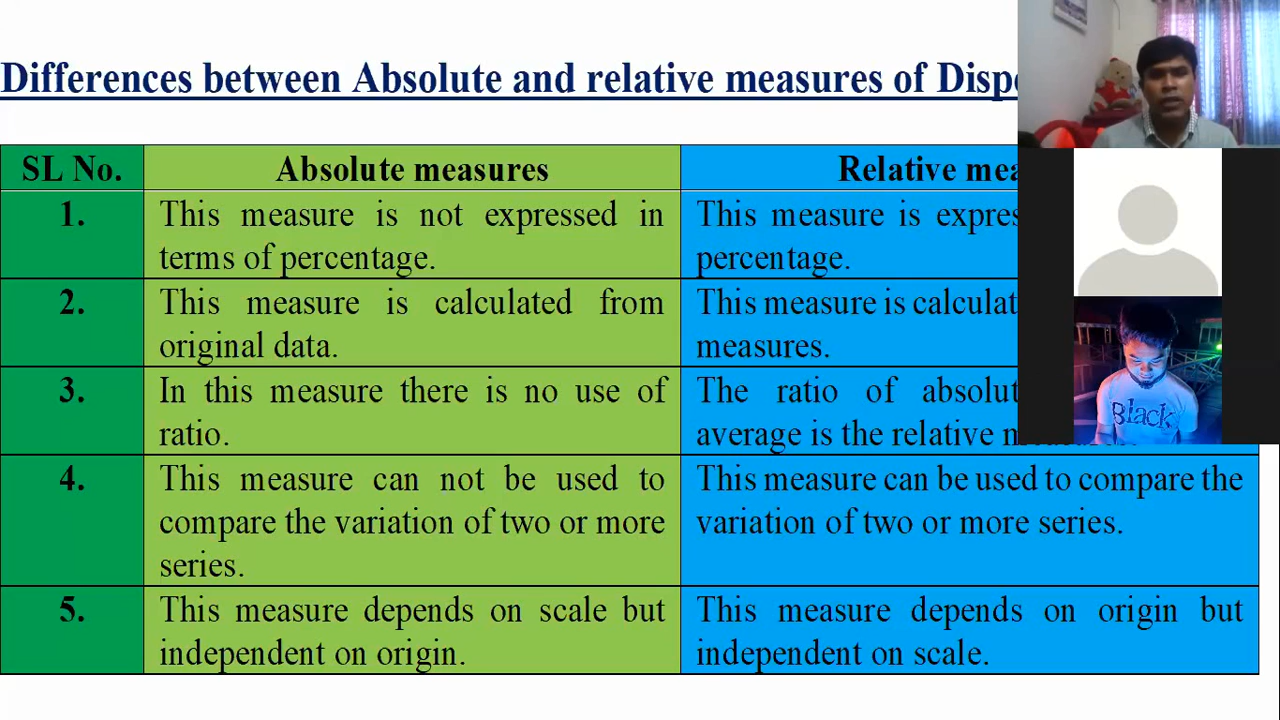 Differences between Absolute and relative measures of
SL No. Absolute measures Relative
1. This measure is not expressed in This measure is
terms of percentage. percentage.
2. This measure is calculated from This measure is
original data. measures.
3. In this measure there is no use of The ratio of
ratio. average is the relative
4. This measure can not be used to This measure can be used to compare the
compare the variation of two or more variation of two or more series.
series.
5. This measure depends on scale but This measure depends on origin but
independent on origin. independent on scale.
Black